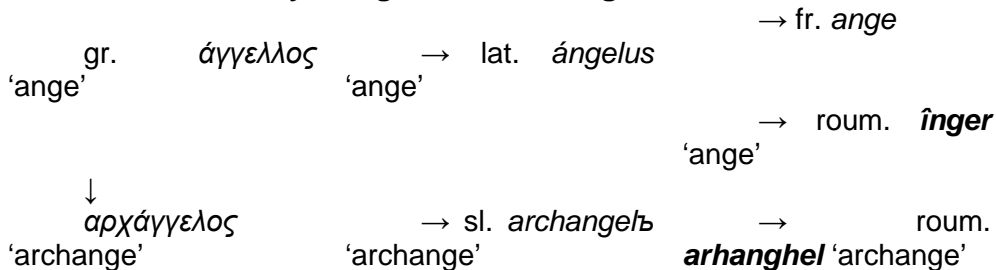 → fr. ange
gr. άγγελλος → lat. ángelus
‘ange’ ‘ange’
→ roum. înger
‘ange’
↓
αρχάγγελος → sl. archangelъ → roum.
‘archange’ ‘archange’ arhanghel ‘archange’